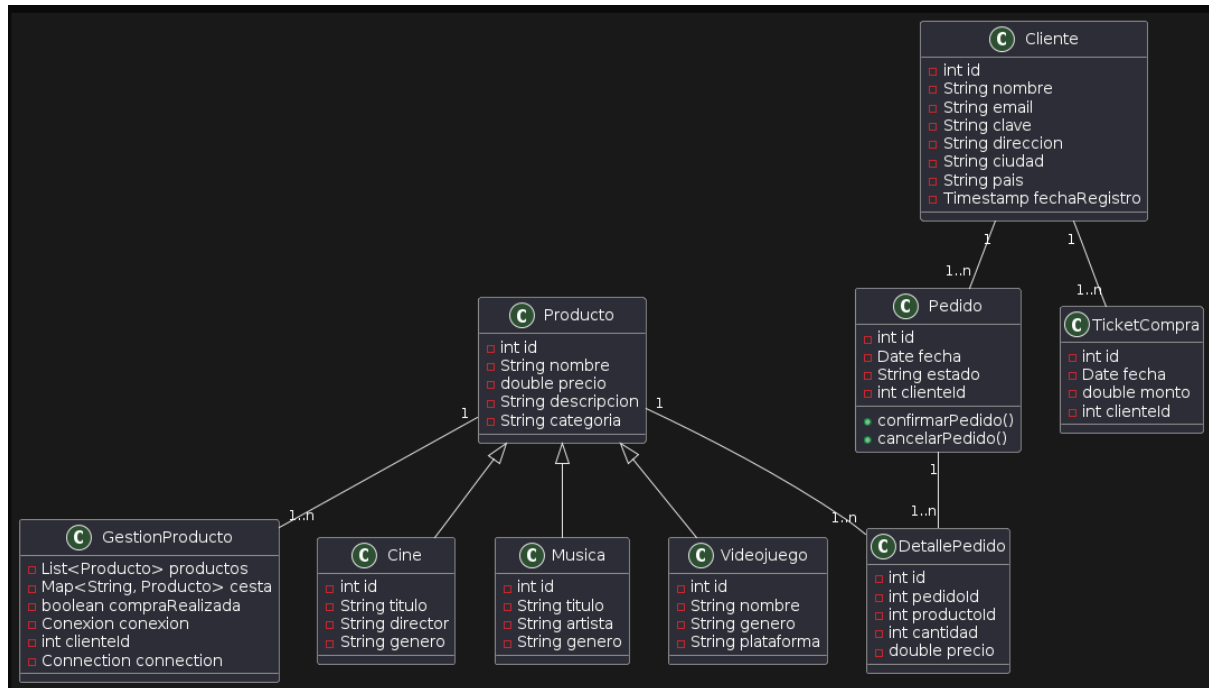 C Cliente
int id
String nombre
String email
String clave
String direccion
String ciudad
String pais
Timestamp fechaRegistro
1
1
1..n
1..n
C Producto
int id
String nombre
double precio
String descripcion
String categoria
C Pedido
int id
Date fecha
String estado
int clienteId
confirmarPedido()
cancelarPedido()
C TicketCompra
int id
Date fecha
double monto
int clienteId
1
1
1
1..n
1..n
1..n
C GestionProducto
List<Producto> productos
Map<String, Producto> cesta
boolean compraRealizada
Conexion conexion
int clienteId
Connection connection
C Cine
int id
String titulo
String director
String genero
C Musica
int id
String titulo
String artista
String genero
C Videojuego
int id
String nombre
String genero
String plataforma
C DetallePedido
int id
int pedidoId
int productoId
int cantidad
double precio